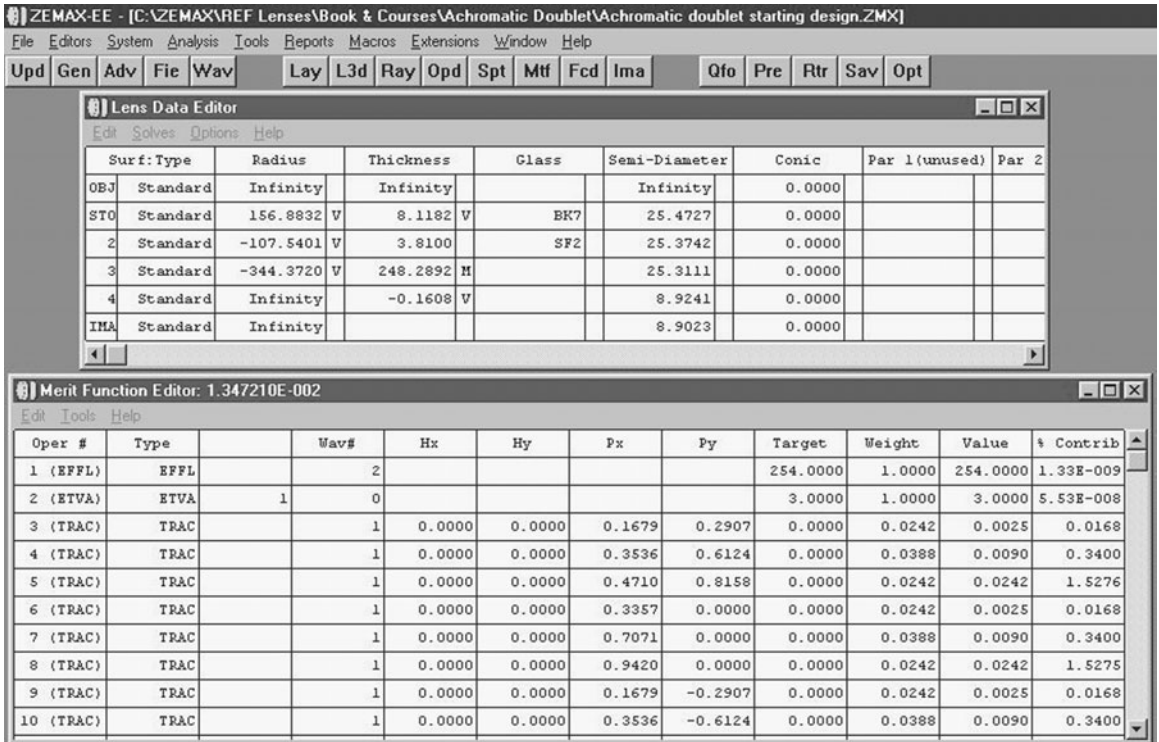 ZEMAX-EE - [C:\ZEMAX\REF Lenses\Book & Courses\Achromatic Doublet\Achromatic doublet starting design.ZMX]
File Editors System Analysis Tools Reports Macros Extensions Window Help
Upd Gen Adv Fie Wav Lay L3d Ray Opd Spt Mtf Fcd Ima Qfo Pre Rtr Sav Opt
Lens Data Editor
Edit Solves Options Help
Surf:Type Radius Thickness Glass Semi-Diameter Conic Par 1(unused) Par 2
OBJ Standard Infinity Infinity Infinity 0.0000
STO Standard 156.8832 V 8.1182 V BK7 25.4727 0.0000
2 Standard -107.5401 V 3.8100 SF2 25.3742 0.0000
3 Standard -344.3720 V 248.2892 M 25.3111 0.0000
4 Standard Infinity -0.1608 V 8.9241 0.0000
IMA Standard Infinity 8.9023 0.0000
Merit Function Editor: 1.347210E-002
Edit Tools Help
Oper # Type Wav# Hx Hy Px Py Target Weight Value % Contrib
1 (EFFL) EFFL 2 254.0000 1.0000 254.0000 1.33E-009
2 (ETVA) ETVA 1 0 3.0000 1.0000 3.0000 5.53E-008
3 (TRAC) TRAC 1 0.0000 0.0000 0.1679 0.2907 0.0000 0.0242 0.0025 0.0168
4 (TRAC) TRAC 1 0.0000 0.0000 0.3536 0.6124 0.0000 0.0388 0.0090 0.3400
5 (TRAC) TRAC 1 0.0000 0.0000 0.4710 0.8158 0.0000 0.0242 0.0242 1.5276
6 (TRAC) TRAC 1 0.0000 0.0000 0.3357 0.0000 0.0000 0.0242 0.0025 0.0168
7 (TRAC) TRAC 1 0.0000 0.0000 0.7071 0.0000 0.0000 0.0388 0.0090 0.3400
8 (TRAC) TRAC 1 0.0000 0.0000 0.9420 0.0000 0.0000 0.0242 0.0242 1.5275
9 (TRAC) TRAC 1 0.0000 0.0000 0.1679 -0.2907 0.0000 0.0242 0.0025 0.0168
10 (TRAC) TRAC 1 0.0000 0.0000 0.3536 -0.6124 0.0000 0.0388 0.0090 0.3400